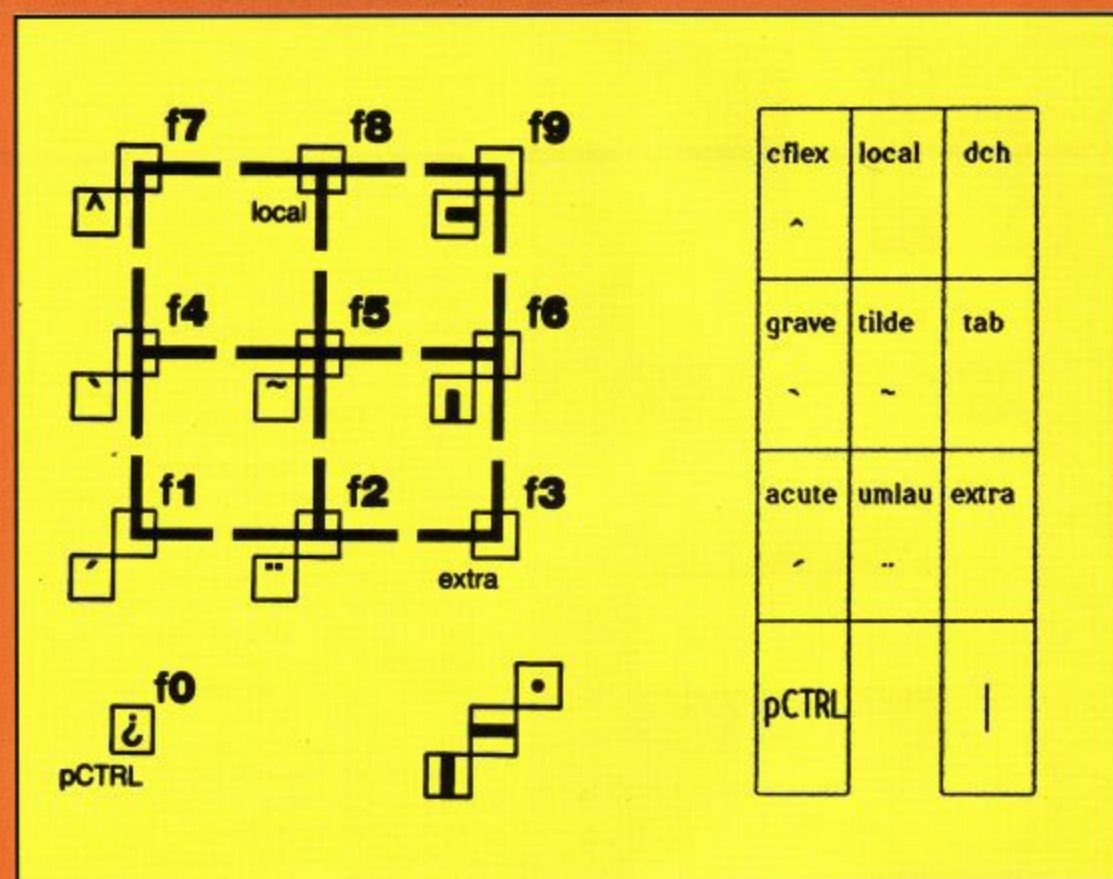 f7 f8 f9
^ local
f4 f5 f6
` ~
f1 f2 f3
´ ¨ extra
f0
¿
pCTRL
cflex local dch
^
grave tilde tab
` ~
acute umlau extra
´ ¨
pCTRL |